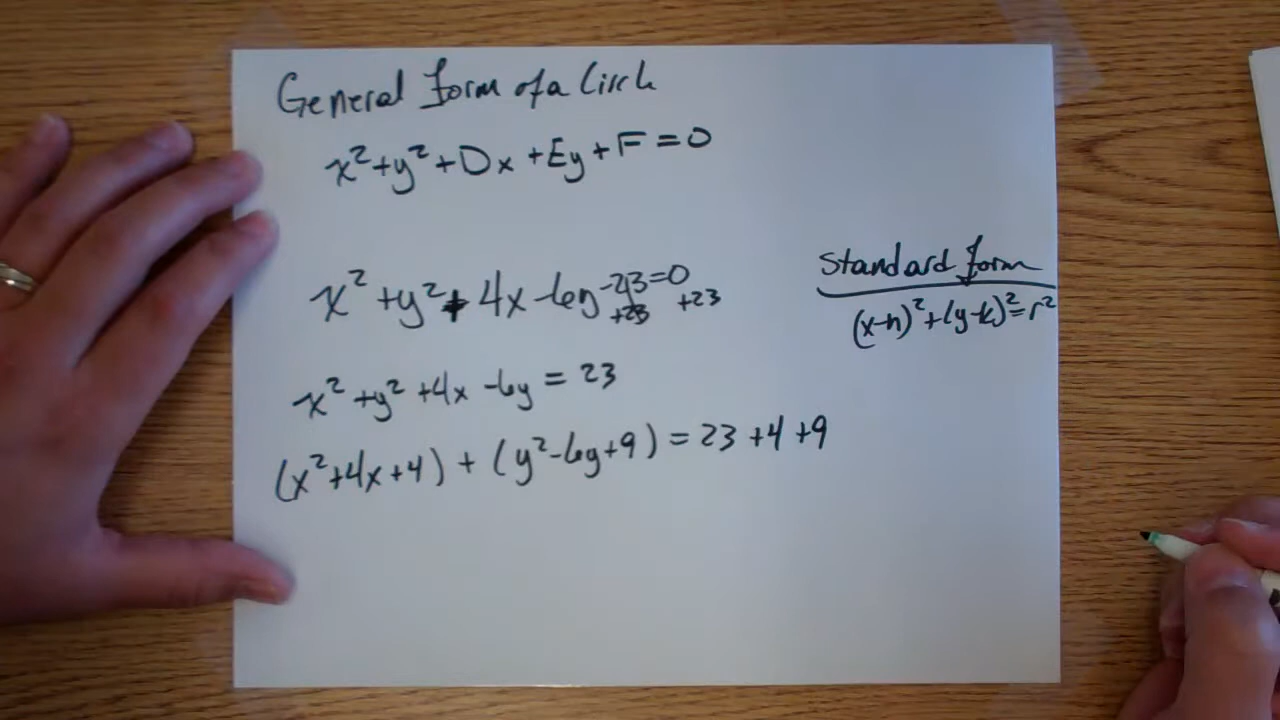 General form of a Circle
x²+y²+Dx+Ey+F=0
x²+y²+4x-6y-23=0
+23 +23
Standard form
(x-h)²+(y-k)²=r²
x²+y²+4x-6y=23
(x²+4x+4)+(y²-6y+9)=23+4+9